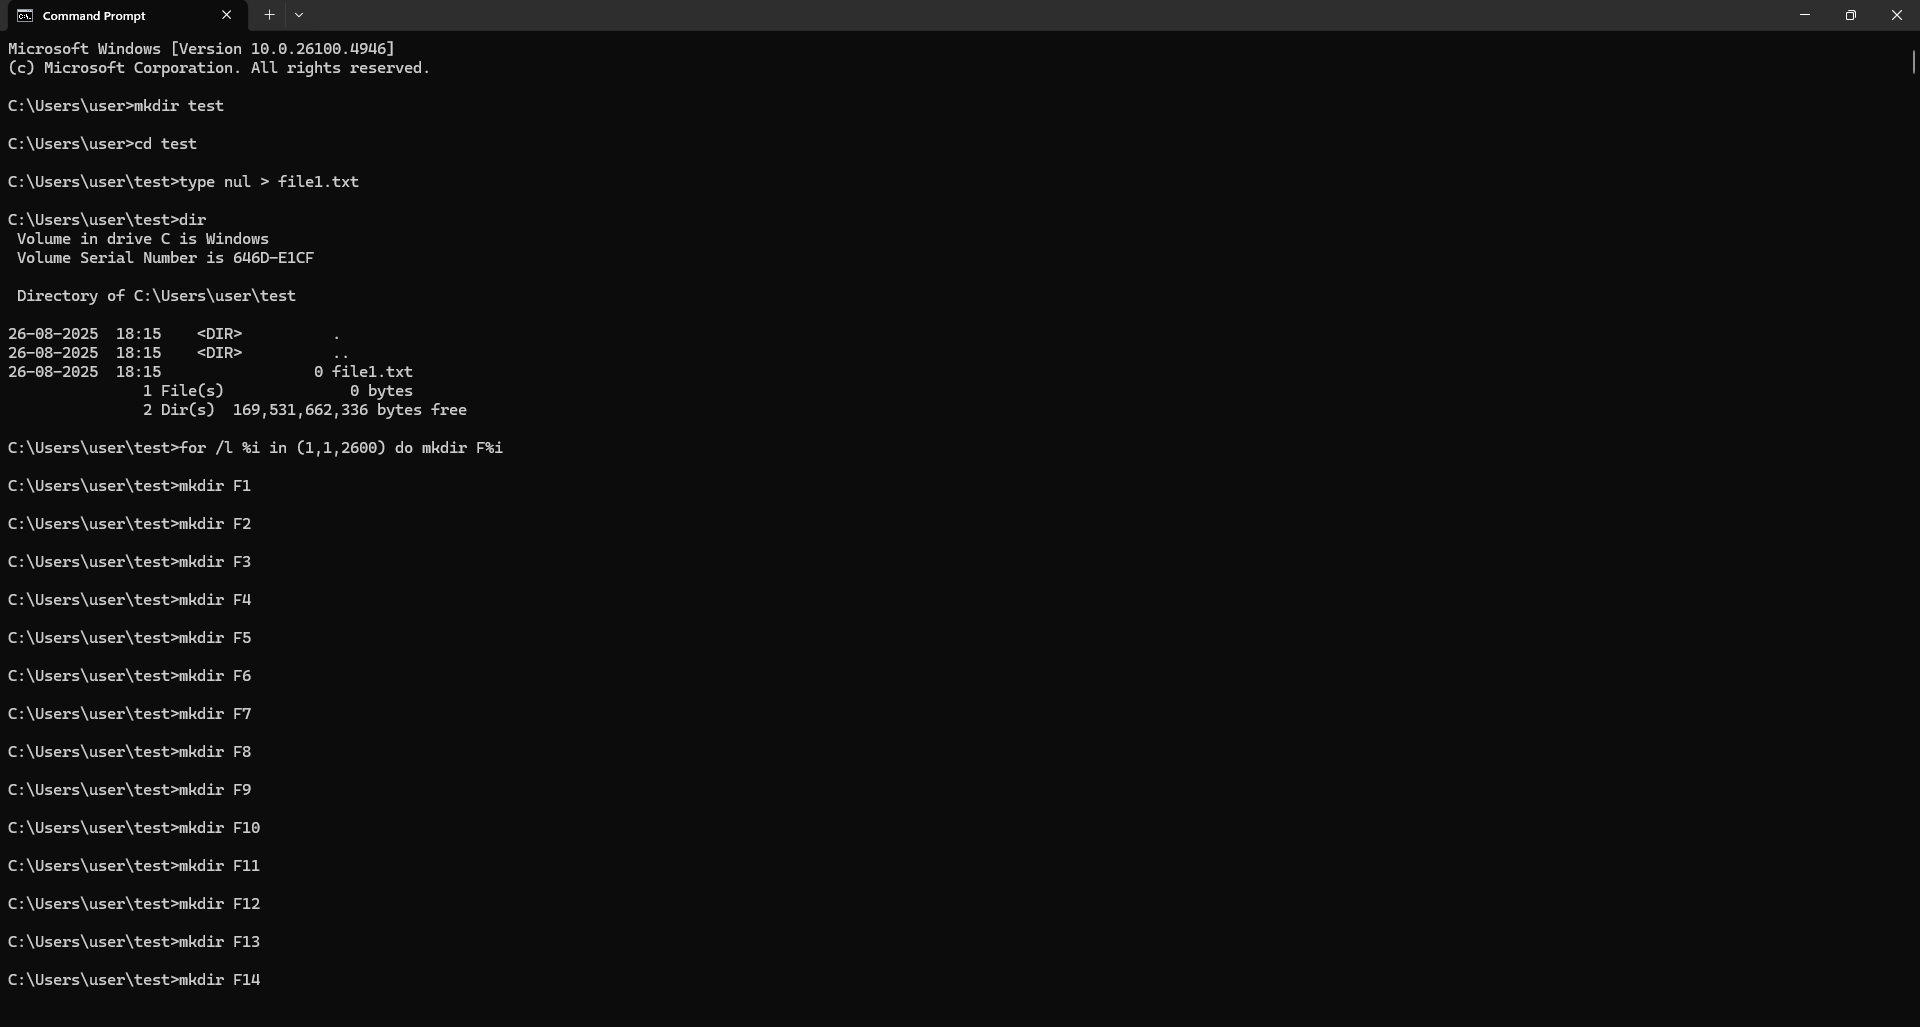 Command Prompt
Microsoft Windows [Version 10.0.26100.4946]
(c) Microsoft Corporation. All rights reserved.
C:\Users\user>mkdir test
C:\Users\user>cd test
C:\Users\user\test>type nul > file1.txt
C:\Users\user\test>dir
 Volume in drive C is Windows
 Volume Serial Number is 646D-E1CF
 Directory of C:\Users\user\test
26-08-2025  18:15    <DIR>          .
26-08-2025  18:15    <DIR>          ..
26-08-2025  18:15                 0 file1.txt
               1 File(s)              0 bytes
               2 Dir(s)  169,531,662,336 bytes free
C:\Users\user\test>for /l %i in (1,1,2600) do mkdir F%i
C:\Users\user\test>mkdir F1
C:\Users\user\test>mkdir F2
C:\Users\user\test>mkdir F3
C:\Users\user\test>mkdir F4
C:\Users\user\test>mkdir F5
C:\Users\user\test>mkdir F6
C:\Users\user\test>mkdir F7
C:\Users\user\test>mkdir F8
C:\Users\user\test>mkdir F9
C:\Users\user\test>mkdir F10
C:\Users\user\test>mkdir F11
C:\Users\user\test>mkdir F12
C:\Users\user\test>mkdir F13
C:\Users\user\test>mkdir F14